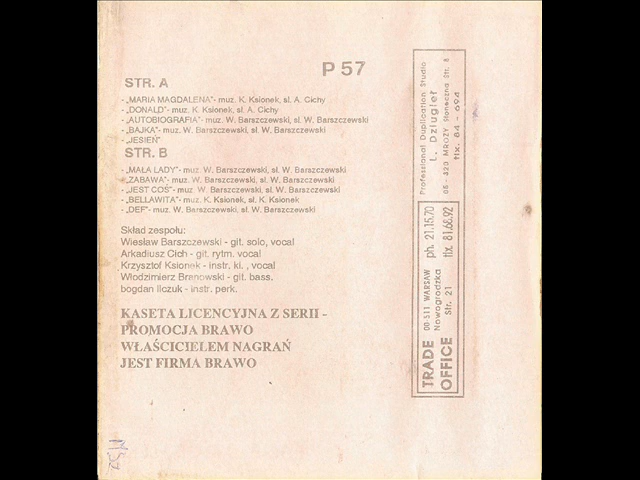 P 57
STR. A
- „MARIA MAGDALENA"- muz. K. Ksionek, sł. A. Cichy
- „DONALD"- muz. K. Ksionek, sł. A. Cichy
- „AUTOBIOGRAFIA"- muz. W. Barszczewski, sł. W. Barszczewski
- „BAJKA"- muz. W. Barszczewski, sł. W. Barszczewski
- „JESIEŃ"
STR. B
- „MAŁA LADY"- muz. W. Barszczewski, sł. W. Barszczewski
- „ZABAWA"- muz. W. Barszczewski, sł. W. Barszczewski
- „JEST COŚ"- muz. W. Barszczewski, sł. W. Barszczewski
- „BELLAWITA"- muz. K. Ksionek, sł. K. Ksionek
- „DEF"- muz. W. Barszczewski, sł. W. Barszczewski
Skład zespołu:
Wiesław Barszczewski - git. solo, vocal
Arkadiusz Cich - git. rytm. vocal
Krzysztof Ksionek - instr. kl. , vocal
Włodzimierz Branowski - git. bass.
bogdan Ilczuk - instr. perk.
KASETA LICENCYJNA Z SERII -
PROMOCJA BRAWO
WŁAŚCICIELEM NAGRAŃ
JEST FIRMA BRAWO
Professional Duplication Studio
L. Dziugieł
05 - 420 MROZY Słoneczna 8
tlx. 84 - 694
TRADE OFFICE
00-511 WARSAW ph. 21.15.70
Nowogrodzka
Str. 21 tlx. 81.68.92